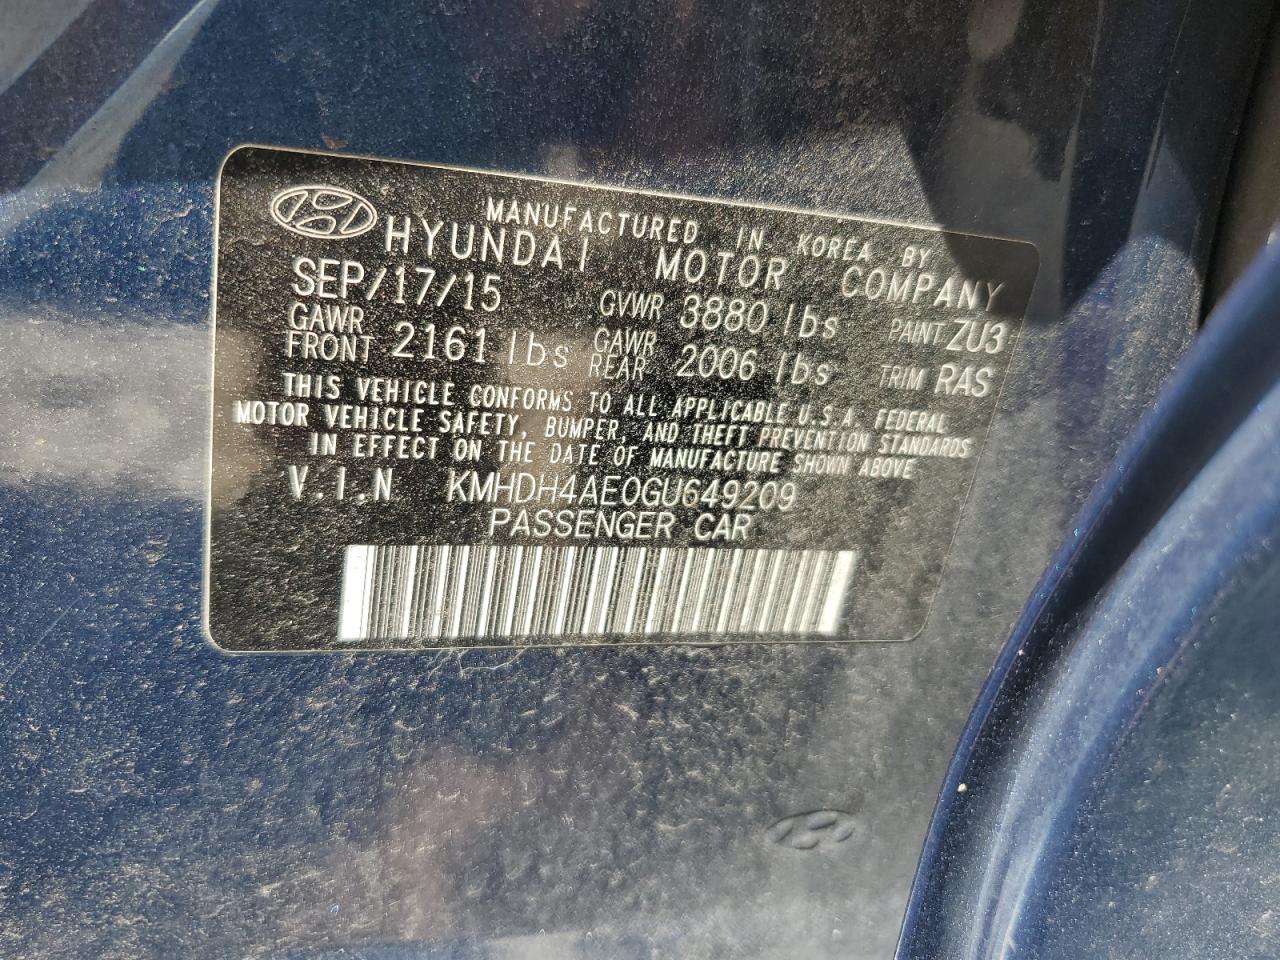 MANUFACTURED IN KOREA BY
HYUNDAI MOTOR COMPANY
SEP/17/15 GVWR 3880 lbs PAINT ZU3
GAWR FRONT 2161 lbs GAWR REAR 2006 lbs TRIM RAS
THIS VEHICLE CONFORMS TO ALL APPLICABLE U.S.A. FEDERAL
MOTOR VEHICLE SAFETY, BUMPER, AND THEFT PREVENTION STANDARDS
IN EFFECT ON THE DATE OF MANUFACTURE SHOWN ABOVE
V.I.N KMHDH4AE0GU649209
PASSENGER CAR